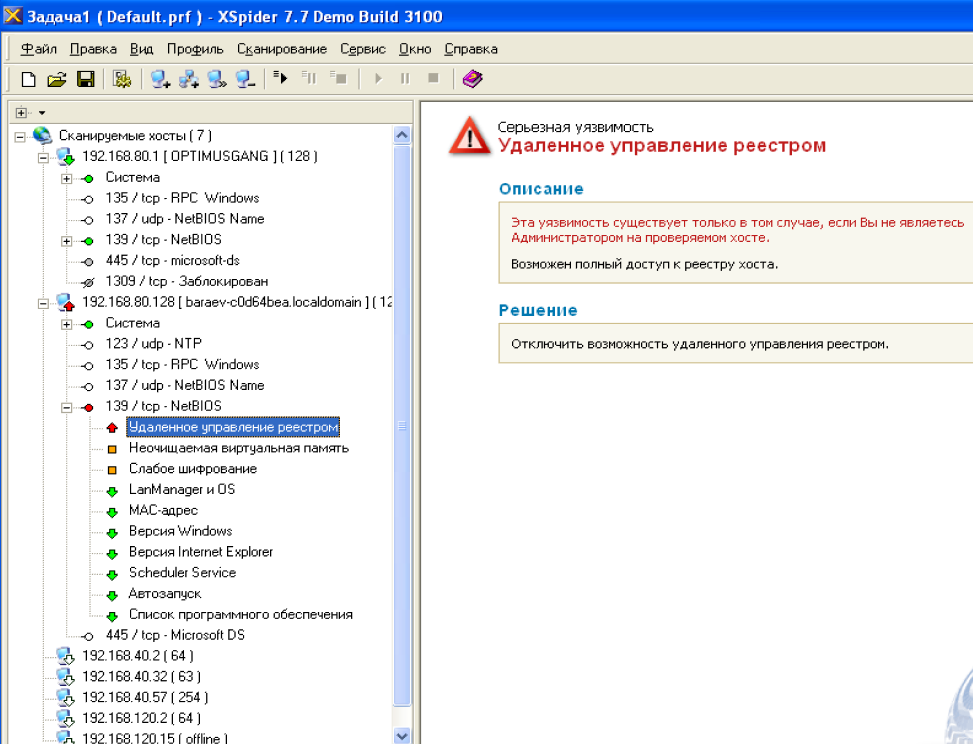 Задача1 ( Default.prf ) - XSpider 7.7 Demo Build 3100
Файл Правка Вид Профиль Сканирование Сервис Окно Справка
Сканируемые хосты ( 7 )
192.168.80.1 [ OPTIMUSGANG ] ( 128 )
Система
135 / tcp - RPC Windows
137 / udp - NetBIOS Name
139 / tcp - NetBIOS
445 / tcp - microsoft-ds
1309 / tcp - Заблокирован
192.168.80.128 [ baraev-c0d64bea.localdomain ] ( 12
Система
123 / udp - NTP
135 / tcp - RPC Windows
137 / udp - NetBIOS Name
139 / tcp - NetBIOS
Удаленное управление реестром
Неочищаемая виртуальная память
Слабое шифрование
LanManager и OS
MAC-адрес
Версия Windows
Версия Internet Explorer
Scheduler Service
Автозапуск
Список программного обеспечения
445 / tcp - Microsoft DS
192.168.40.2 ( 64 )
192.168.40.32 ( 63 )
192.168.40.57 ( 254 )
192.168.120.2 ( 64 )
192.168.120.15 ( offline )
Серьезная уязвимость
Удаленное управление реестром
Описание
Эта уязвимость существует только в том случае, если Вы не являетесь
Администратором на проверяемом хосте.
Возможен полный доступ к реестру хоста.
Решение
Отключить возможность удаленного управления реестром.